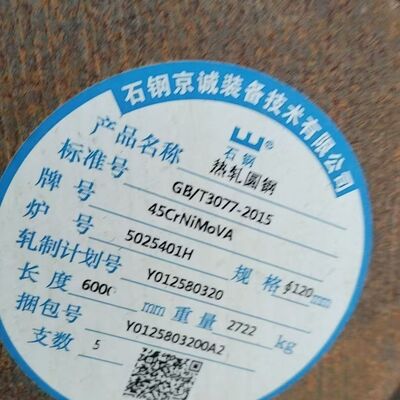 石钢京诚装备技术有限公司
石钢®
产品名称 热轧圆钢
标准号 GB/T3077-2015
牌号 45CrNiMoVA
炉号 5025401H 规格 φ120mm
轧制计划号 Y012580320
长度 6000 mm 重量 2722 kg
捆包号 Y0125803200A2
支数 5